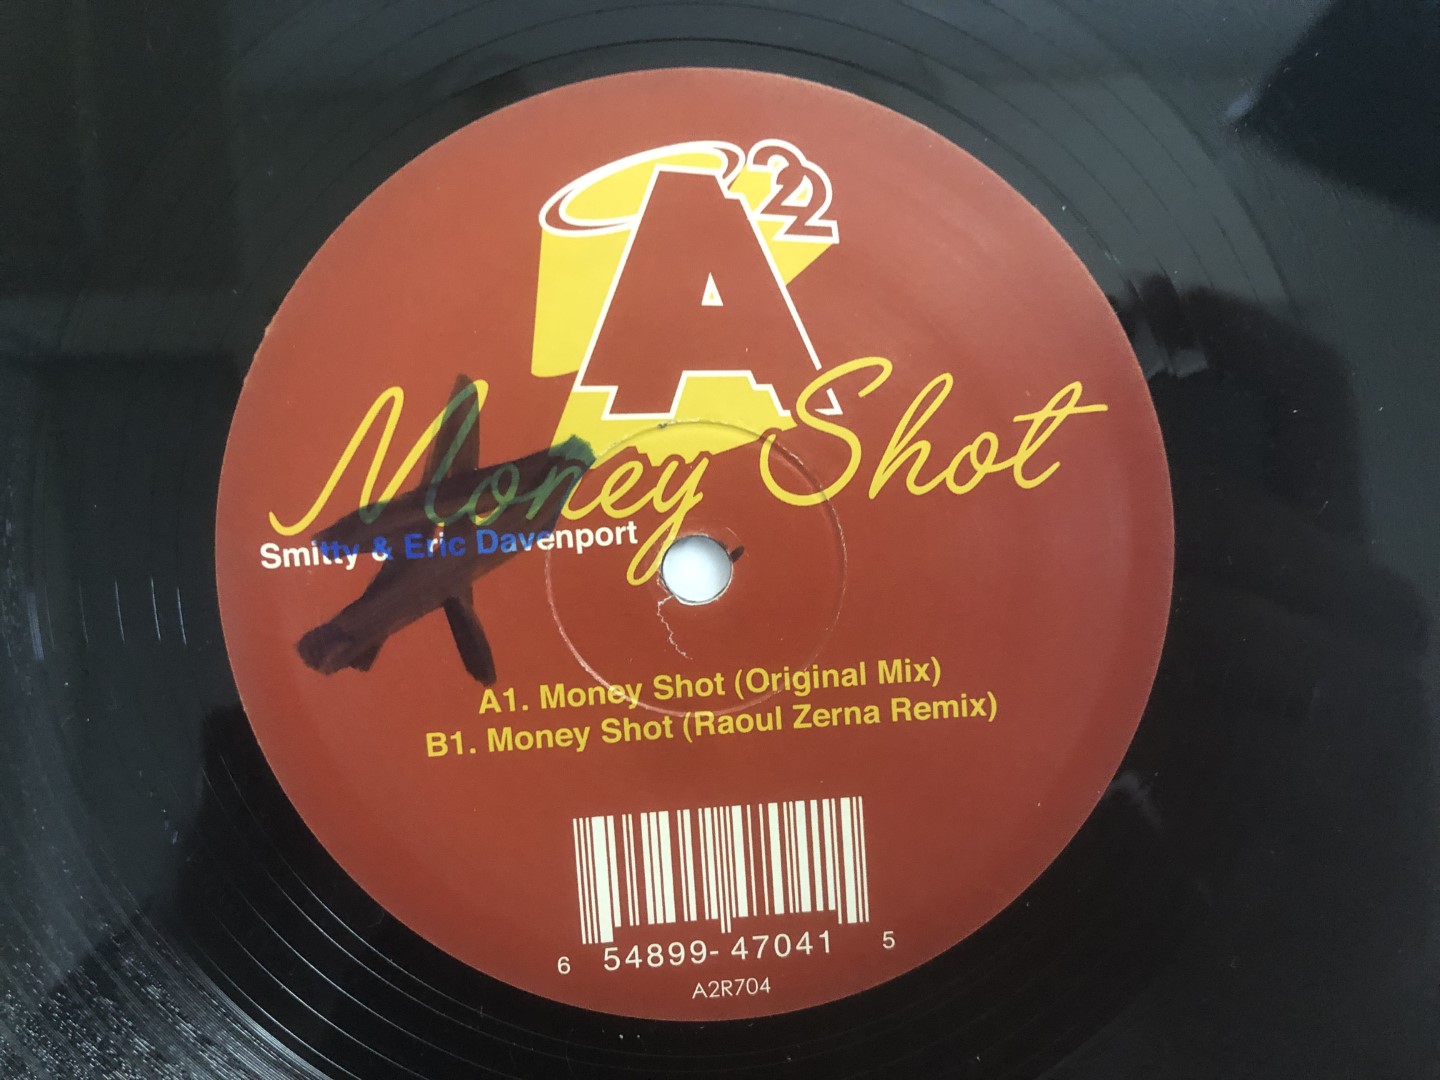 A 22
Money Shot
Smitty & Eric Davenport
A1. Money Shot (Original Mix)
B1. Money Shot (Raoul Zerna Remix)
6 54899-47041 5
A2R704